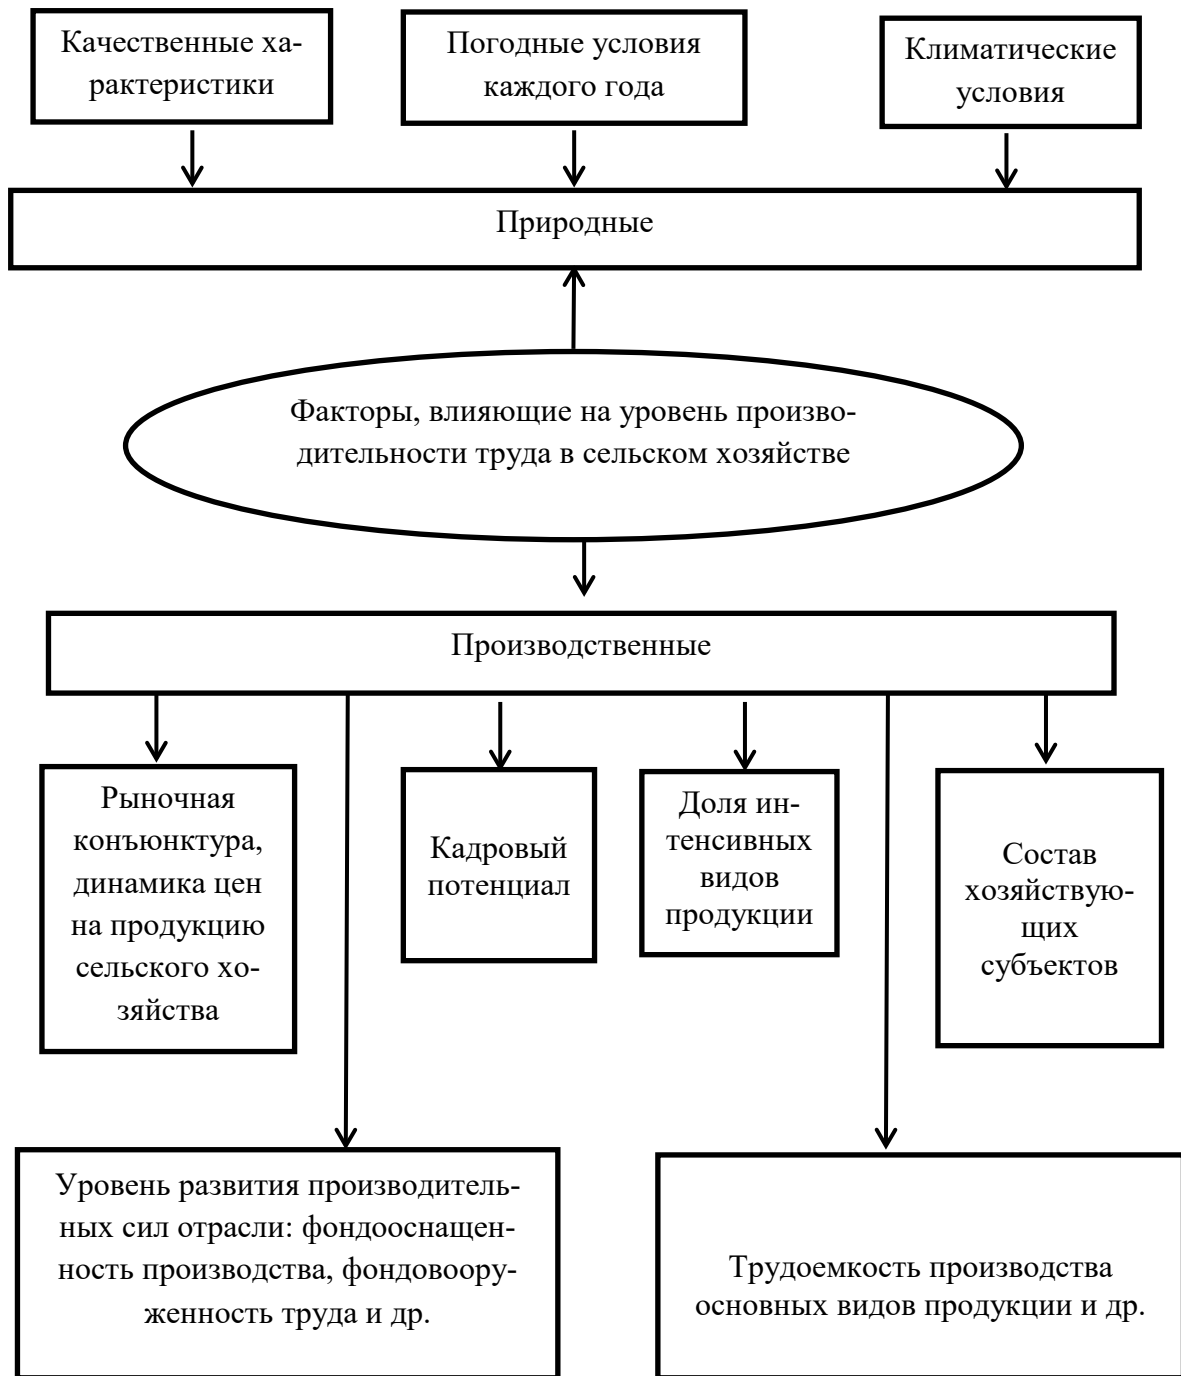 Качественные ха-
рактеристики
Погодные условия
каждого года
Климатические
условия
Природные
Факторы, влияющие на уровень произво-
дительности труда в сельском хозяйстве
Производственные
Рыночная
конъюнктура,
динамика цен
на продукцию
сельского хо-
зяйства
Кадровый
потенциал
Доля ин-
тенсивных
видов
продукции
Состав
хозяйствую-
щих
субъектов
Уровень развития производитель-
ных сил отрасли: фондооснащен-
ность производства, фондовоору-
женность труда и др.
Трудоемкость производства
основных видов продукции и др.